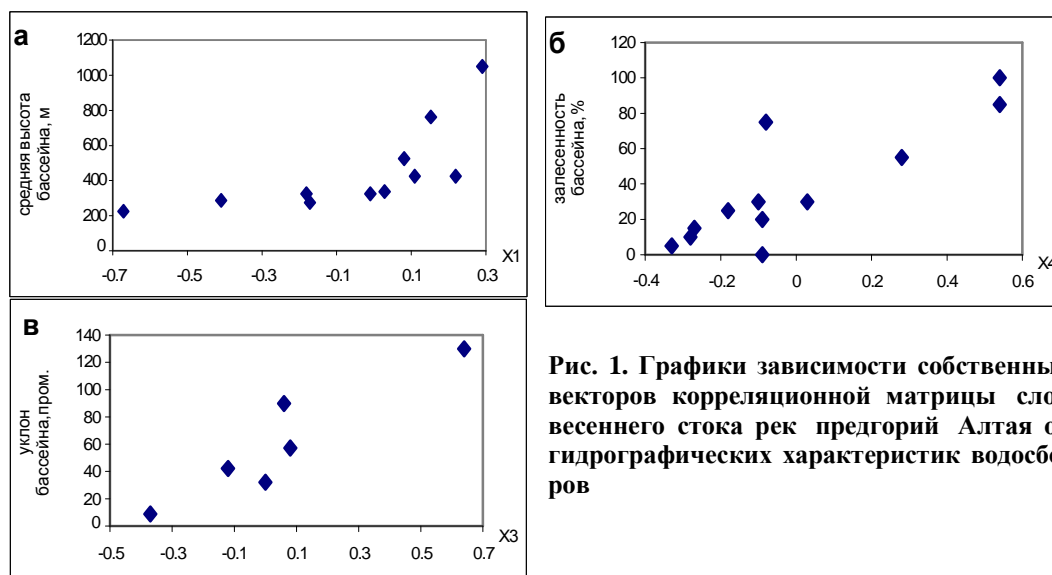 а
1200
1000
800
600
400
200
0
средняя высота
бассейна, м
-0.7 -0.5 -0.3 -0.1 0.1 0.3
X1
б
120
100
80
60
40
20
0
залесенность
бассейна, %
-0.4 -0.2 0 0.2 0.4 0.6
X4
в
140
120
100
80
60
40
20
0
уклон
бассейна,пром.
-0.5 -0.3 -0.1 0.1 0.3 0.5 0.7
X3
Рис. 1. Графики зависимости собственны
векторов корреляционной матрицы сло
весеннего стока рек предгорий Алтая о
гидрографических характеристик водосбо
ров